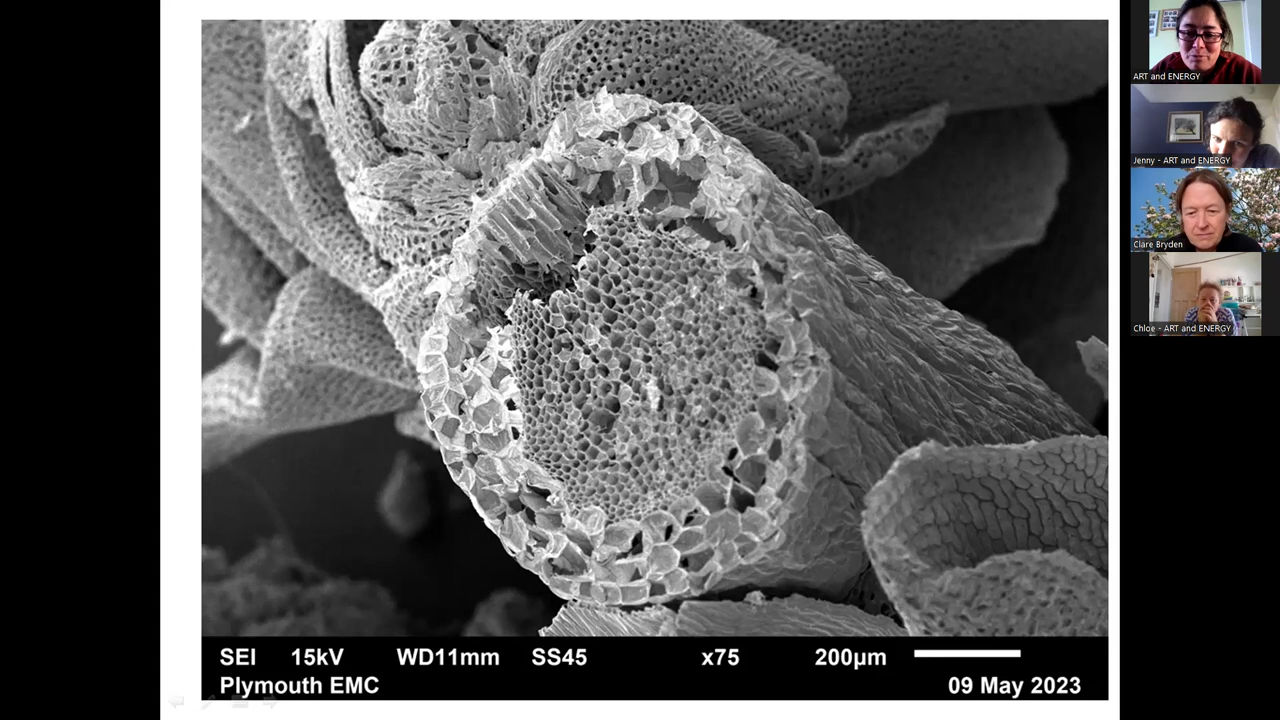 SEI 15kV WD11mm SS45 x75 200µm
Plymouth EMC 09 May 2023
ART and ENERGY
Jenny - ART and ENERGY
Clare Bryden
Chloe - ART and ENERGY